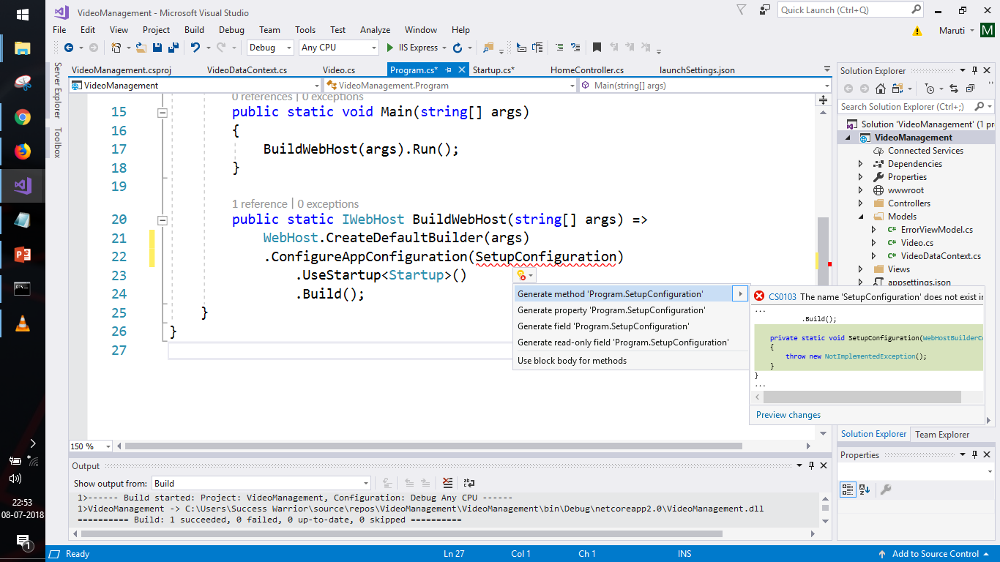 VideoManagement - Microsoft Visual Studio
Quick Launch (Ctrl+Q)
File Edit View Project Build Debug Team Tools Test Analyze Window Help
Maruti M
Debug Any CPU IIS Express
Server Explorer
Toolbox
VideoManagement.csproj VideoDataContext.cs Video.cs Program.cs* Startup.cs* HomeController.cs launchSettings.json
VideoManagement VideoManagement.Program Main(string[] args)
0 references | 0 exceptions
15 public static void Main(string[] args)
16 {
17 BuildWebHost(args).Run();
18 }
19
1 reference | 0 exceptions
20 public static IWebHost BuildWebHost(string[] args) =>
21 WebHost.CreateDefaultBuilder(args)
22 .ConfigureAppConfiguration(SetupConfiguration)
23 .UseStartup<Startup>()
24 .Build();
25 }
26 }
27
Generate method 'Program.SetupConfiguration'
Generate property 'Program.SetupConfiguration'
Generate field 'Program.SetupConfiguration'
Generate read-only field 'Program.SetupConfiguration'
Use block body for methods
CS0103 The name 'SetupConfiguration' does not exist i
...
.Build();
private static void SetupConfiguration(WebHostBuilderC
{
throw new NotImplementedException();
}
}
...
Preview changes
Solution Explorer
Search Solution Explorer (Ctrl+;)
Solution 'VideoManagement' (1 pr
VideoManagement
Connected Services
Dependencies
Properties
wwwroot
Controllers
Models
C# ErrorViewModel.cs
C# Video.cs
C# VideoDataContext.cs
Views
appsettings.json
Solution Explorer Team Explorer
Properties
150 %
Output
Show output from: Build
1>------ Build started: Project: VideoManagement, Configuration: Debug Any CPU ------
1>VideoManagement -> C:\Users\Success Warrior\source\repos\VideoManagement\VideoManagement\bin\Debug\netcoreapp2.0\VideoManagement.dll
========== Build: 1 succeeded, 0 failed, 0 up-to-date, 0 skipped ==========
Ready Ln 27 Col 1 Ch 1 INS Add to Source Control
22:53
08-07-2018
1